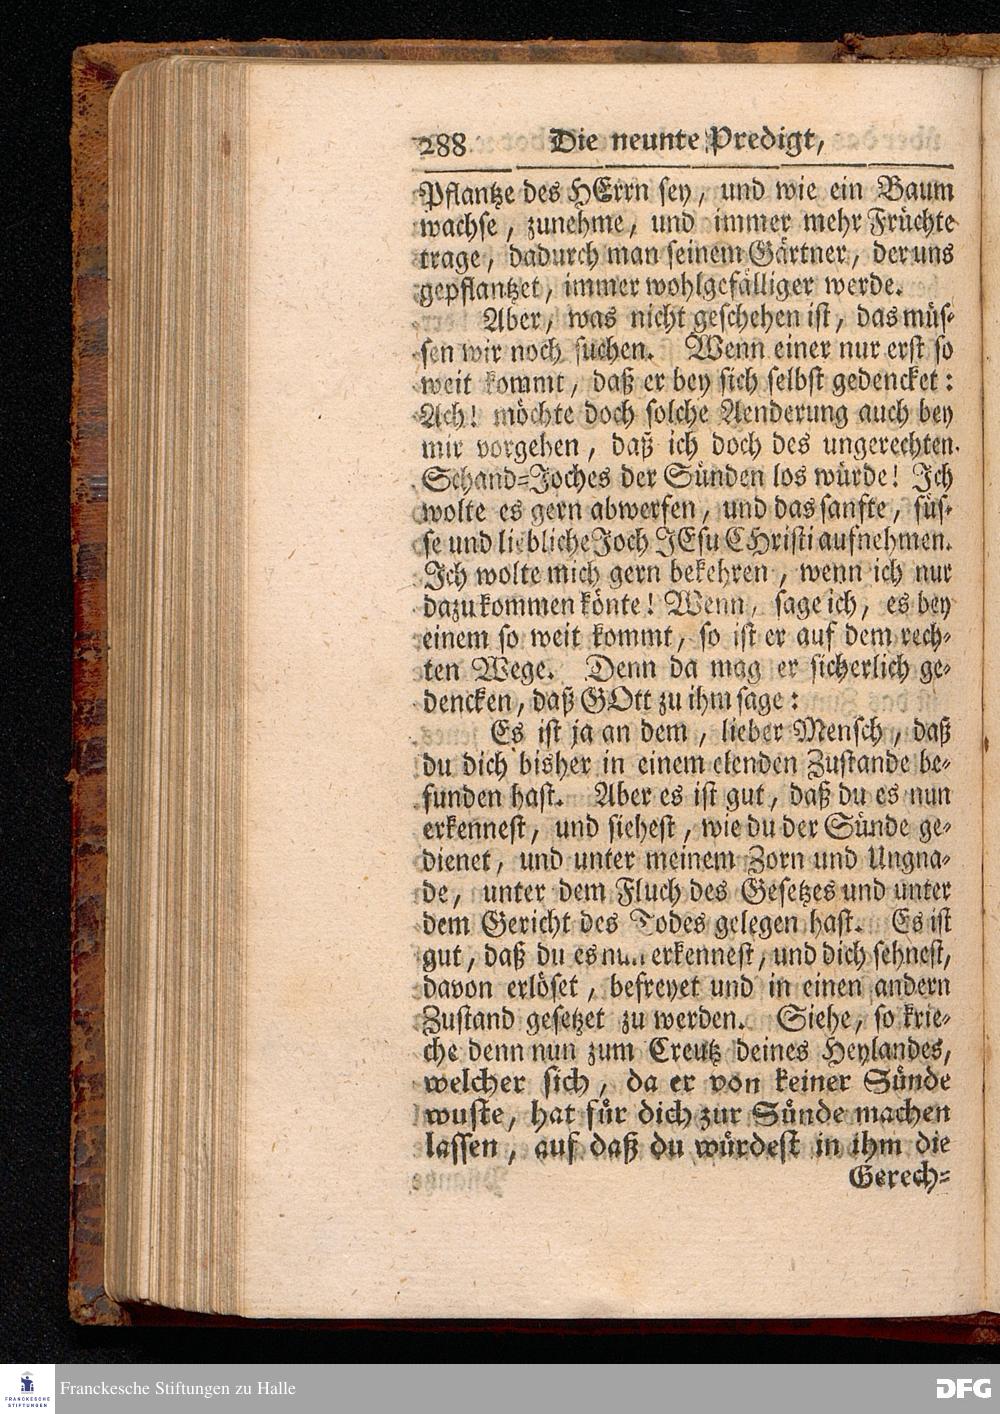 288 Die neunte Predigt,
Pflantze des HErrn sey, und wie ein Baum
wachse, zunehme, und immer mehr Früchte
trage, dadurch man seinem Gärtner, der uns
gepflantzet, immer wohlgefälliger werde.
Aber, was nicht geschehen ist, das müs-
sen wir noch suchen. Wenn einer nur erst so
weit kommt, daß er bey sich selbst gedencket:
Ach! möchte doch solche Aenderung auch bey
mir vorgehen, daß ich doch des ungerechten
Schand-Joches der Sünden los würde! Ich
wolte es gern abwerfen, und das sanfte, süs-
se und liebliche Joch JEsu CHristi aufnehmen.
Ich wolte mich gern bekehren, wenn ich nur
dazu kommen könte! Wenn, sage ich, es bey
einem so weit kommt, so ist er auf dem rech-
ten Wege. Denn da mag er sicherlich ge-
dencken, daß GOtt zu ihm sage:
Es ist ja an dem, lieber Mensch, daß
du dich bisher in einem elenden Zustande be-
funden hast. Aber es ist gut, daß du es nun
erkennest, und siehest, wie du der Sünde ge-
dienet, und unter meinem Zorn und Ungna-
de, unter dem Fluch des Gesetzes und unter
dem Gericht des Todes gelegen hast. Es ist
gut, daß du es nun erkennest, und dich sehnest,
davon erlöset, befreyet und in einen andern
Zustand gesetzet zu werden. Siehe, so krie-
che denn nun zum Creutz deines Heylandes,
welcher sich, da er von keiner Sünde
wuste, hat für dich zur Sünde machen
lassen, auf daß du würdest in ihm die
Gerech-
FRANCKESCHE
STIFTUNGEN
Franckesche Stiftungen zu Halle
DFG